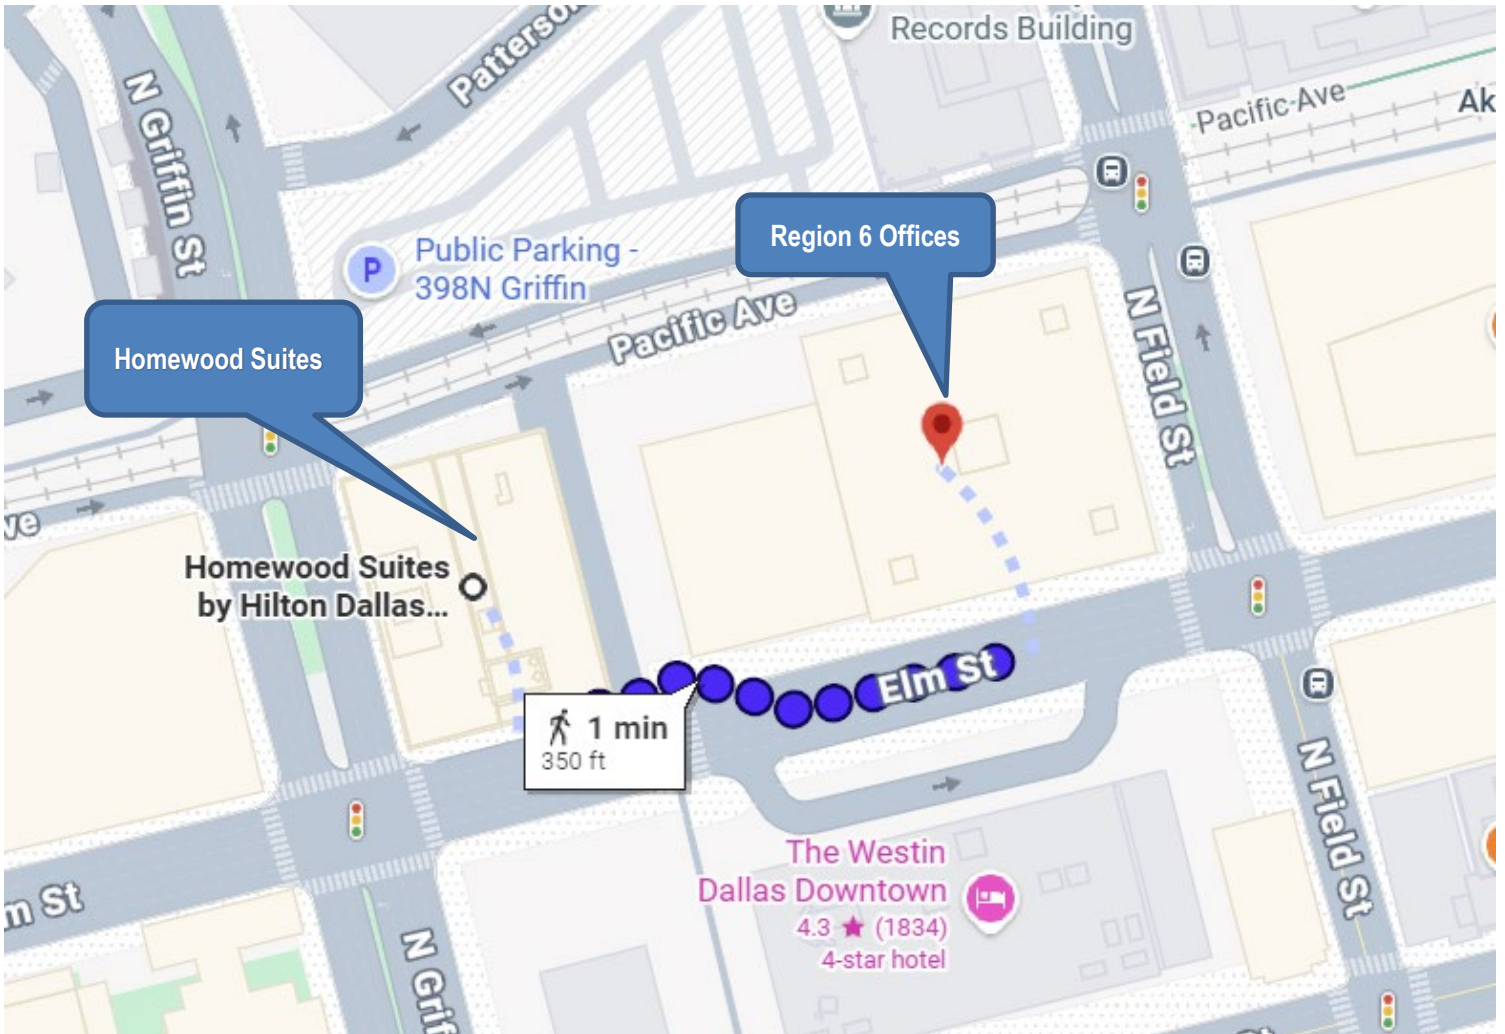 Records Building
Patterso
N Griffin St
Pacific Ave
Ak
Region 6 Offices
Public Parking -
398N Griffin
P
Pacific Ave
Homewood Suites
N Field St
ve
Homewood Suites
by Hilton Dallas...
Elm St
1 min
350 ft
N Field St
The Westin
Dallas Downtown
4.3 ★ (1834)
4-star hotel
m St
N Grif